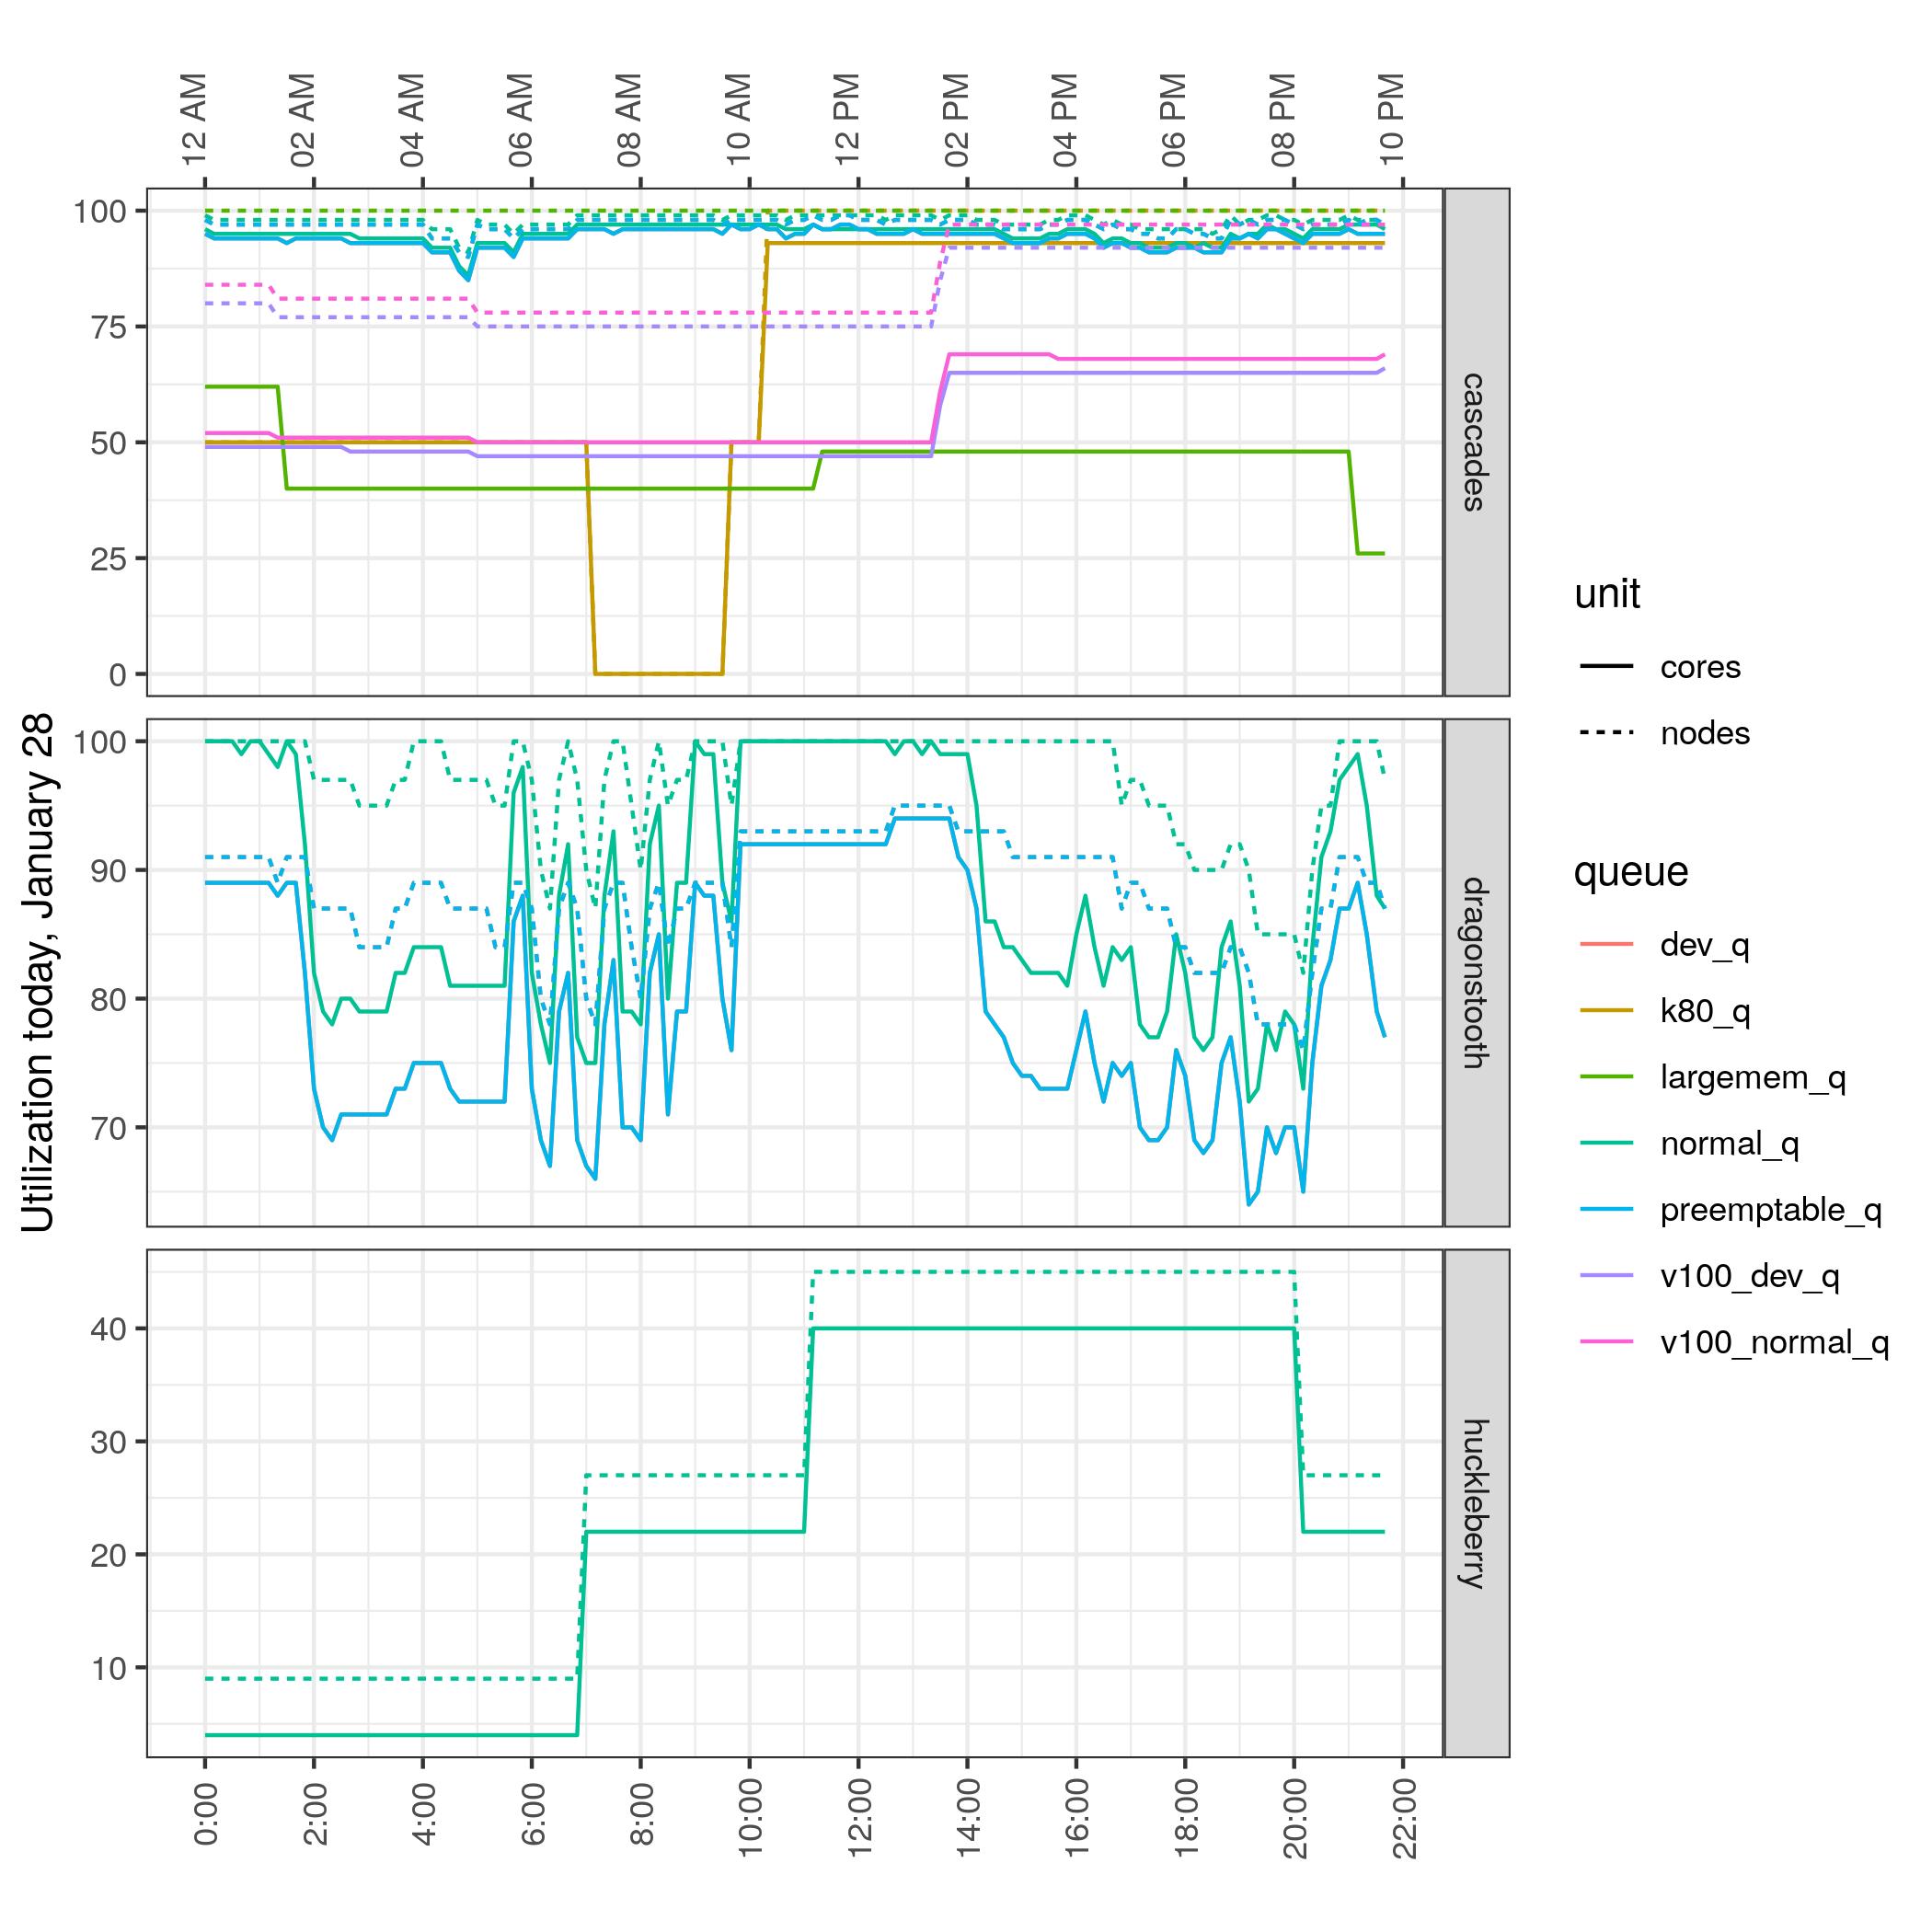 12 AM
02 AM
04 AM
06 AM
08 AM
10 AM
12 PM
02 PM
04 PM
06 PM
08 PM
10 PM
Utilization today, January 28
100
75
50
25
0
cascades
100
90
80
70
dragonstooth
40
30
20
10
huckleberry
0:00
2:00
4:00
6:00
8:00
10:00
12:00
14:00
16:00
18:00
20:00
22:00
unit
cores
nodes
queue
dev_q
k80_q
largemem_q
normal_q
preemptable_q
v100_dev_q
v100_normal_q